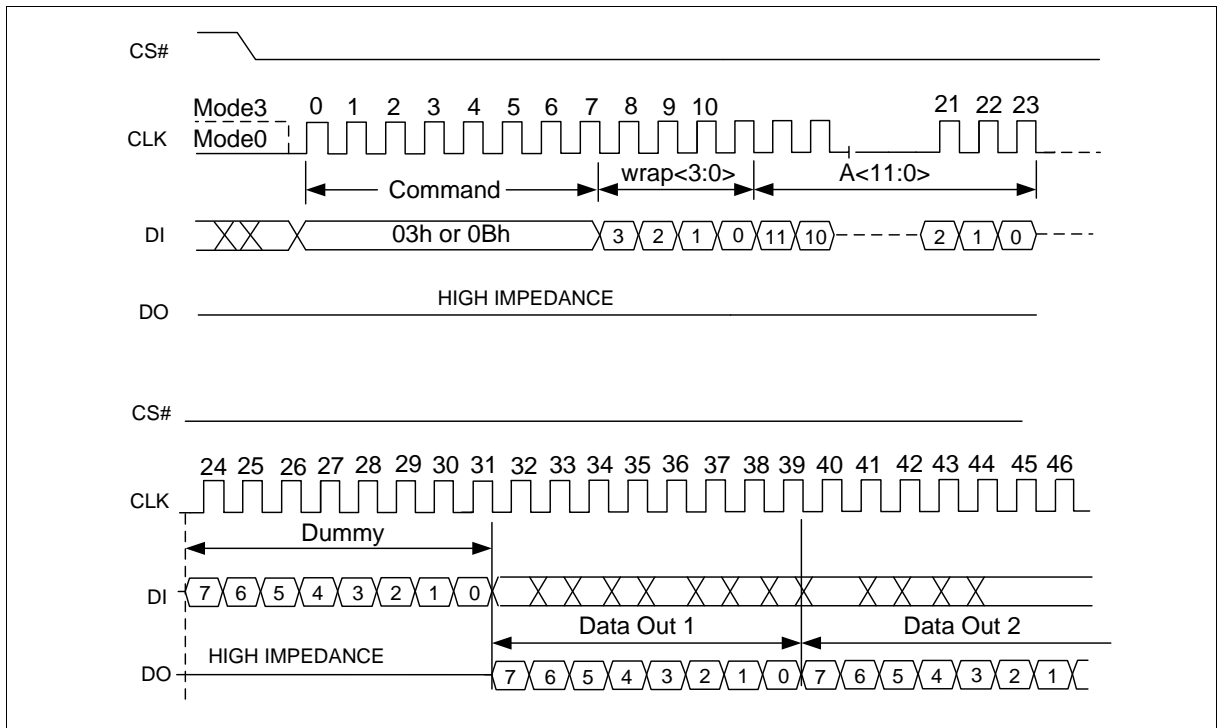 CS#
Mode3 0 1 2 3 4 5 6 7 8 9 10 21 22 23
CLK Mode0
Command wrap<3:0> A<11:0>
DI 03h or 0Bh 3 2 1 0 11 10 2 1 0
HIGH IMPEDANCE
DO
CS#
24 25 26 27 28 29 30 31 32 33 34 35 36 37 38 39 40 41 42 43 44 45 46
CLK
Dummy
DI 7 6 5 4 3 2 1 0
Data Out 1 Data Out 2
HIGH IMPEDANCE
DO 7 6 5 4 3 2 1 0 7 6 5 4 3 2 1